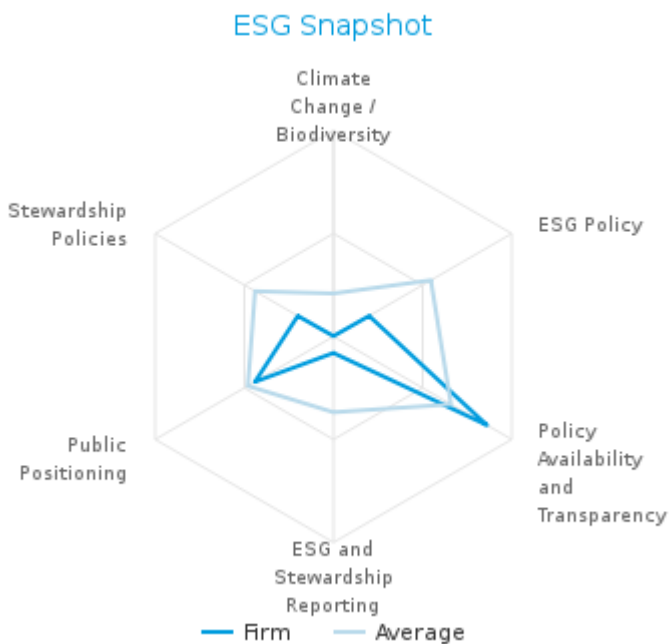 ESG Snapshot
Climate
Change /
Biodiversity
Stewardship
Policies
ESG Policy
Public
Positioning
Policy
Availability
and
Transparency
ESG and
Stewardship
Reporting
Firm
Average